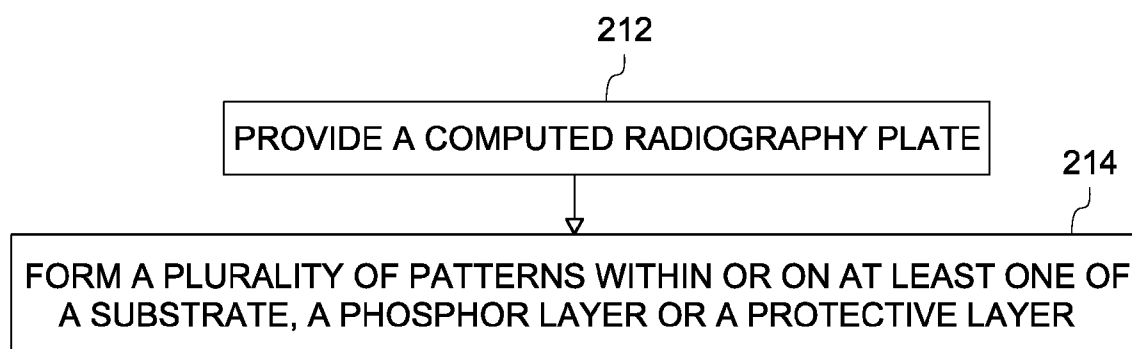 212
PROVIDE A COMPUTED RADIOGRAPHY PLATE
214
FORM A PLURALITY OF PATTERNS WITHIN OR ON AT LEAST ONE OF
A SUBSTRATE, A PHOSPHOR LAYER OR A PROTECTIVE LAYER